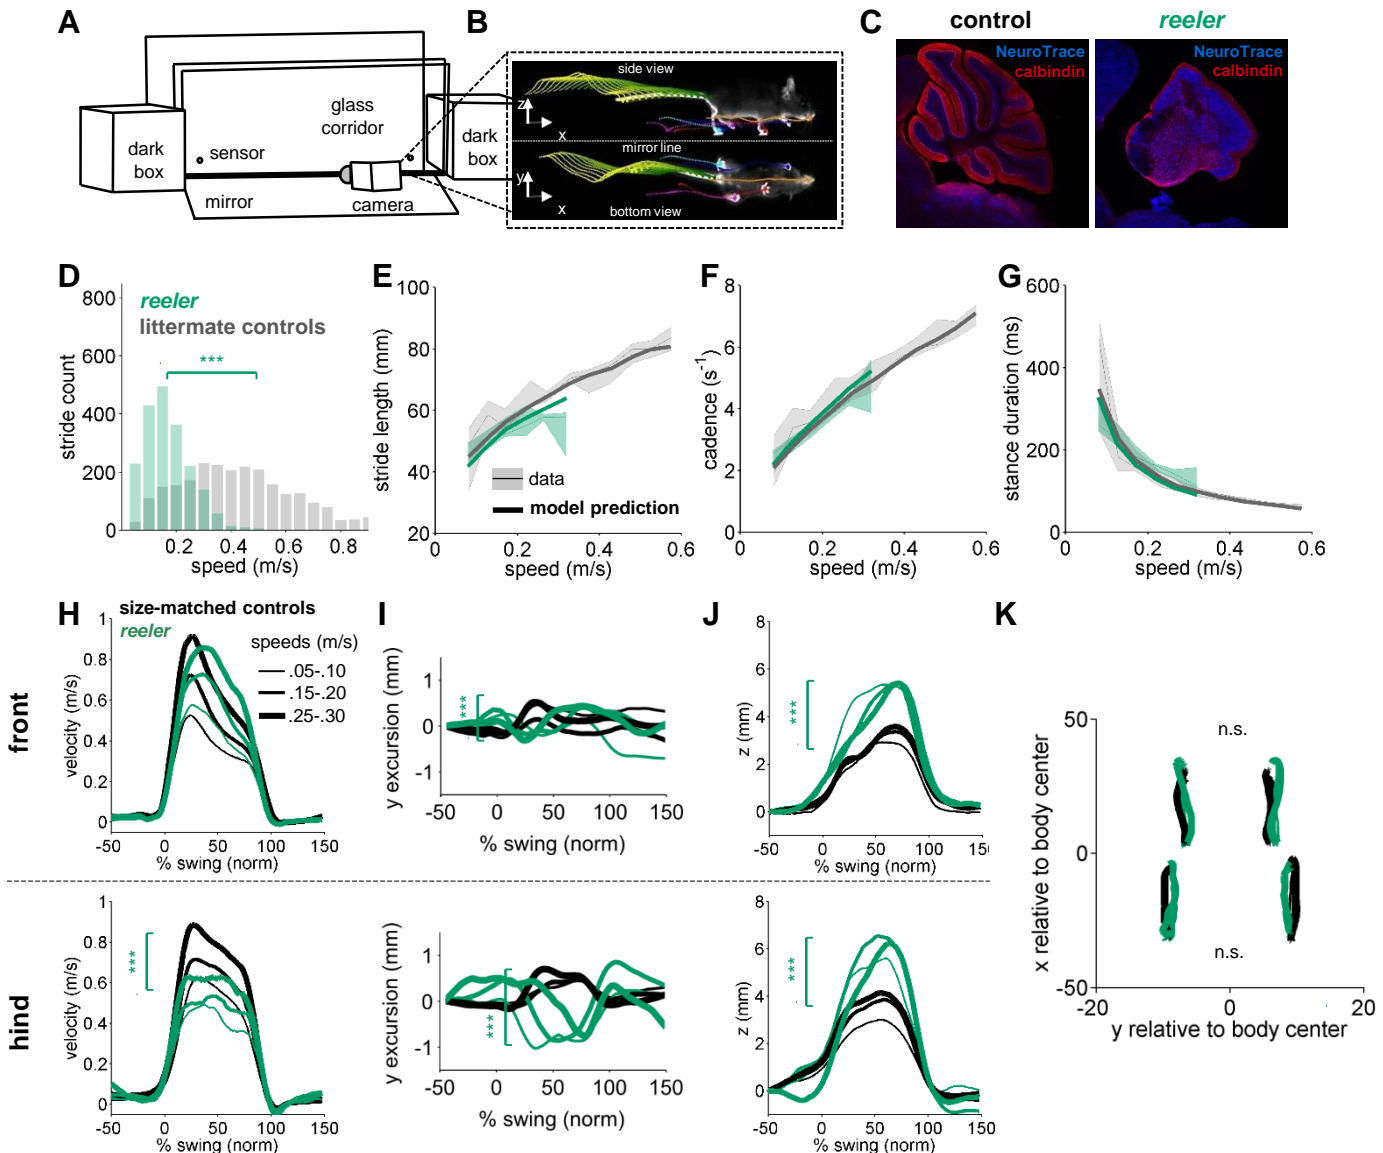 A
glass
corridor
dark
box
sensor
mirror
camera
dark
box
B
side view
z
x
mirror line
y
x
bottom view
C
control
reeler
NeuroTrace
calbindin
NeuroTrace
calbindin
D
reeler
littermate controls
***
stride count
800
600
400
200
0
0.2
0.4
0.6
0.8
speed (m/s)
E
stride length (mm)
100
80
60
40
20
data
model prediction
0
0.2
0.4
0.6
speed (m/s)
F
cadence (s-1)
8
6
4
2
0
0
0.2
0.4
0.6
speed (m/s)
G
stance duration (ms)
600
400
200
0
0
0.2
0.4
0.6
speed (m/s)
front
H
size-matched controls
reeler
speeds (m/s)
.05-.10
.15-.20
.25-.30
velocity (m/s)
1
0.8
0.6
0.4
0.2
0
-50
0
50
100
150
% swing (norm)
I
y excursion (mm)
1
0
-1
***
-50
0
50
100
150
% swing (norm)
J
z (mm)
8
6
4
2
0
***
-50
0
50
100
150
% swing (norm)
K
x relative to body center
50
0
-50
n.s.
n.s.
-20
0
20
y relative to body center
hind
velocity (m/s)
1
0.8
0.6
0.4
0.2
0
***
-50
0
50
100
150
% swing (norm)
y excursion (mm)
1
0
-1
***
-50
0
50
100
150
% swing (norm)
z (mm)
8
6
4
2
0
***
-50
0
50
100
150
% swing (norm)